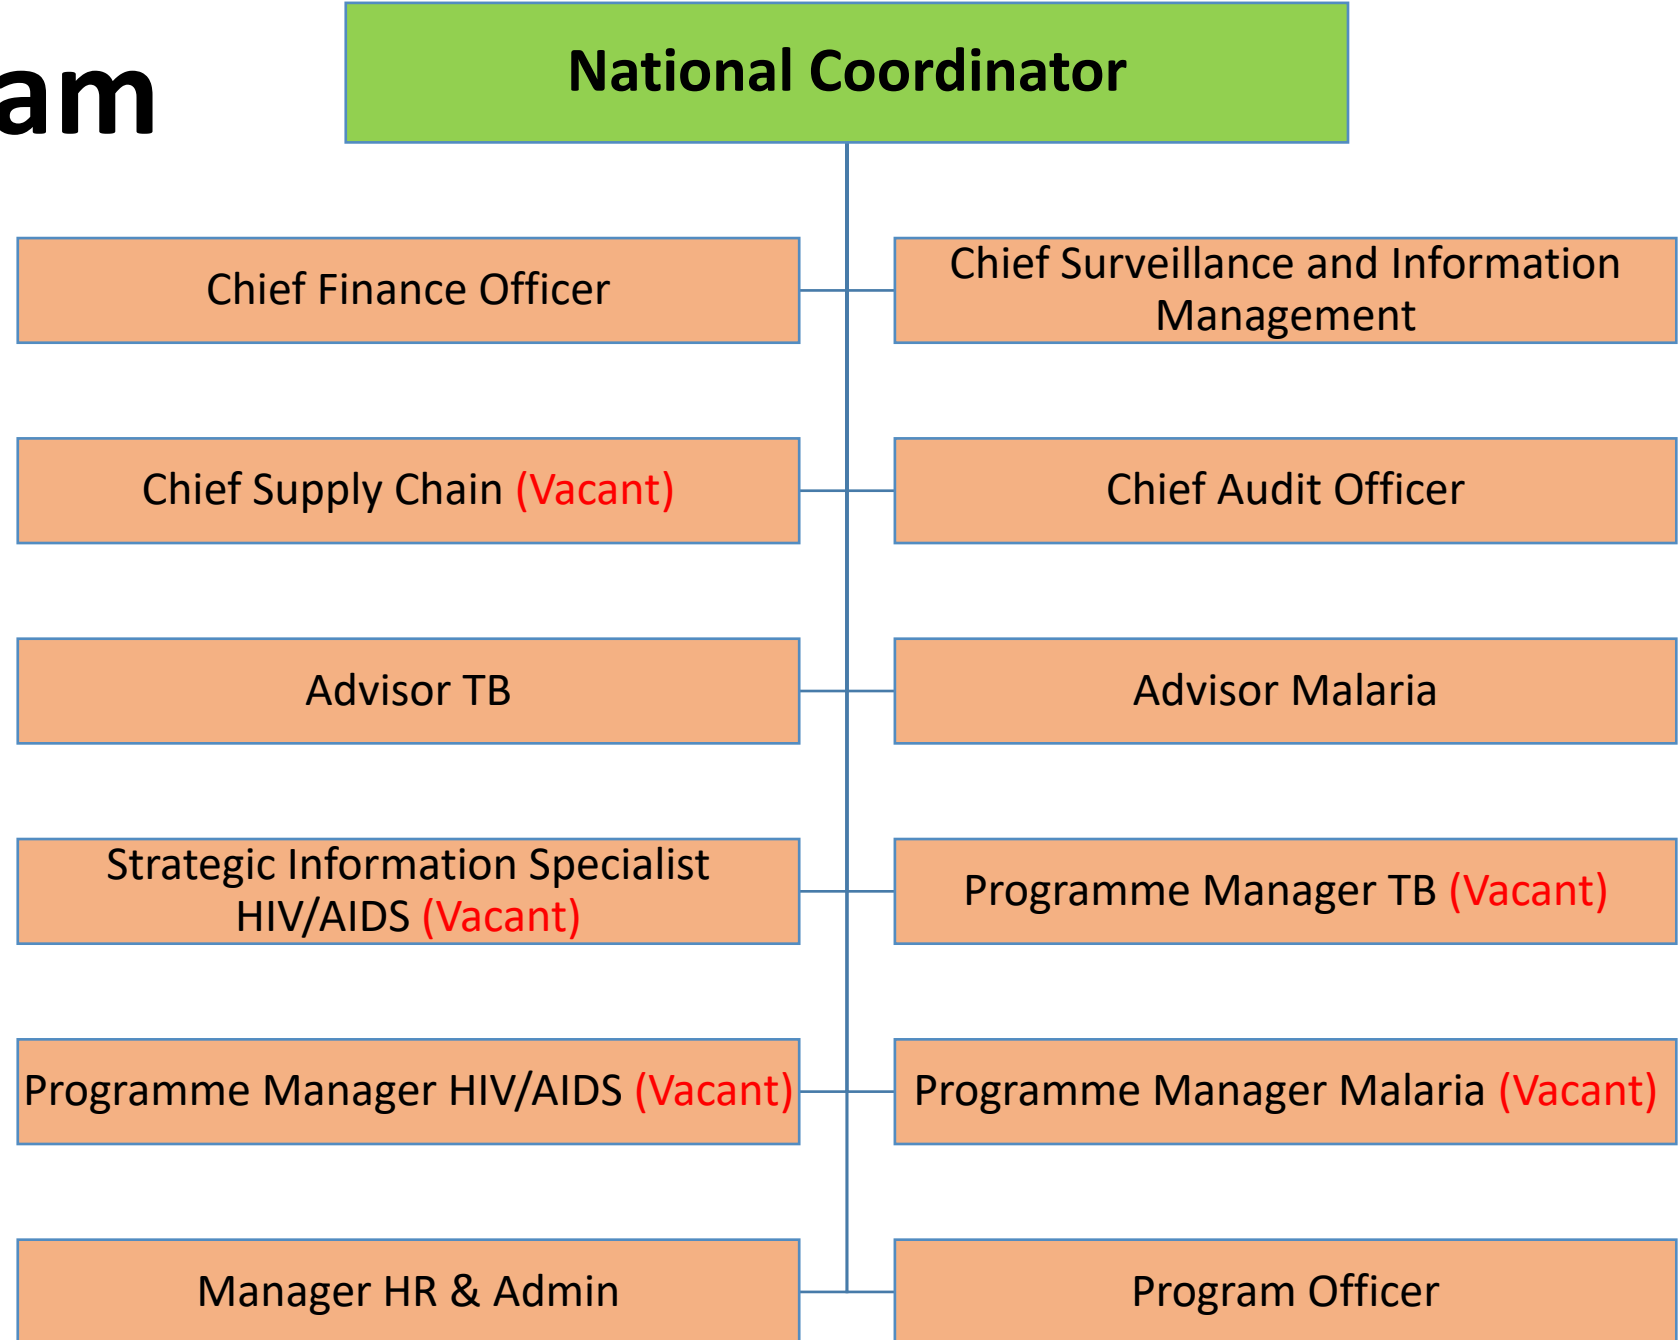 am
National Coordinator
Chief Finance Officer
Chief Surveillance and Information
Management
Chief Supply Chain (Vacant)
Chief Audit Officer
Advisor TB
Advisor Malaria
Strategic Information Specialist
HIV/AIDS (Vacant)
Programme Manager TB (Vacant)
Programme Manager HIV/AIDS (Vacant)
Programme Manager Malaria (Vacant)
Manager HR & Admin
Program Officer